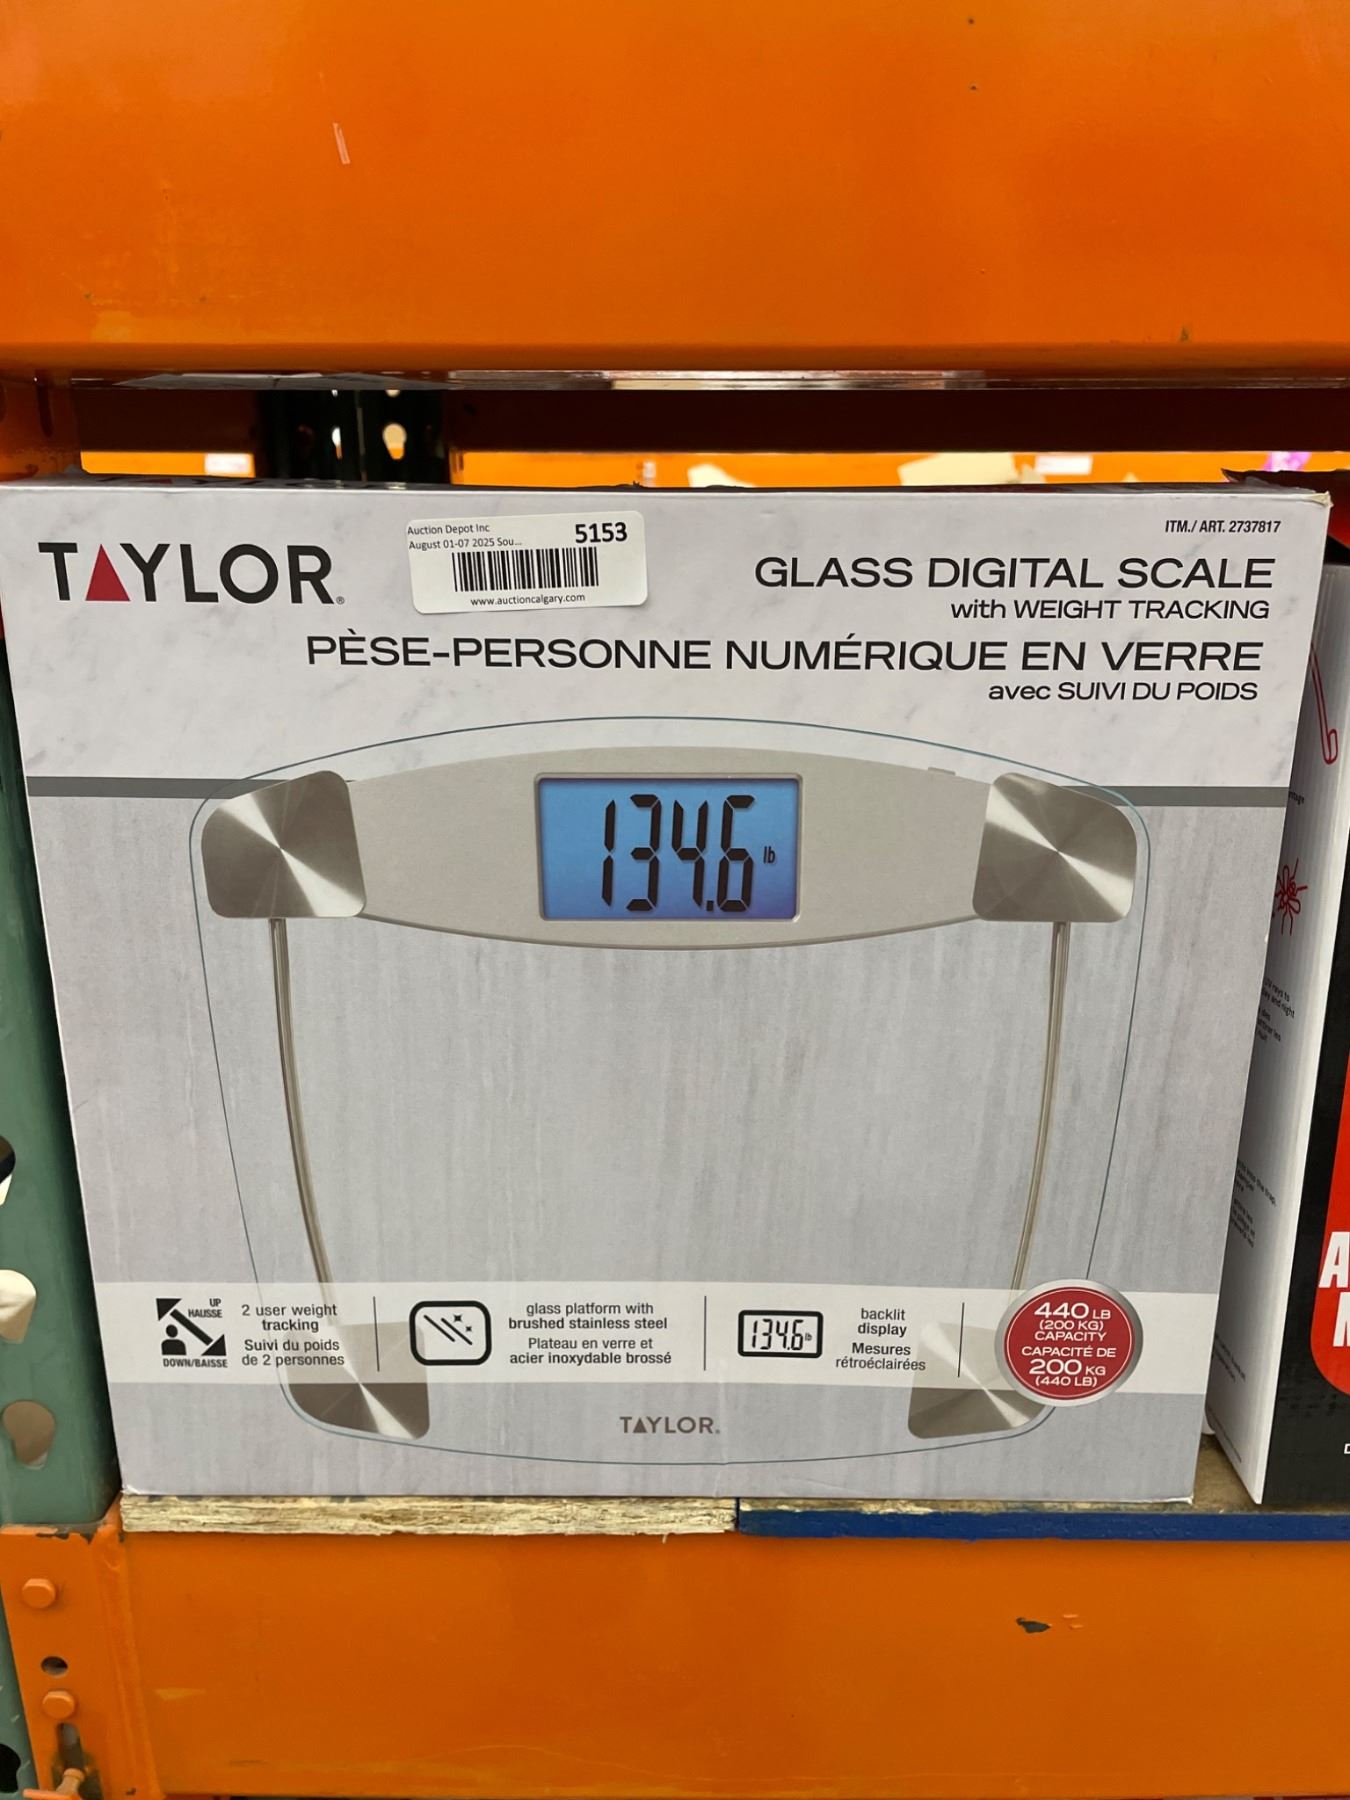 Auction Depot Inc
5153
August 01-07 2025 Sou...
www.auctioncalgary.com
ITM./ ART. 2737817
TAYLOR®
GLASS DIGITAL SCALE
with WEIGHT TRACKING
PÈSE-PERSONNE NUMÉRIQUE EN VERRE
avec SUIVI DU POIDS
134.6 lb
UP
HAUSSE
DOWN/BAISSE
2 user weight
tracking
Suivi du poids
de 2 personnes
glass platform with
brushed stainless steel
Plateau en verre et
acier inoxydable brossé
134.6 lb
backlit
display
Mesures
rétroéclairées
440 LB
(200 KG)
CAPACITY
CAPACITÉ DE
200 KG
(440 LB)
TAYLOR®